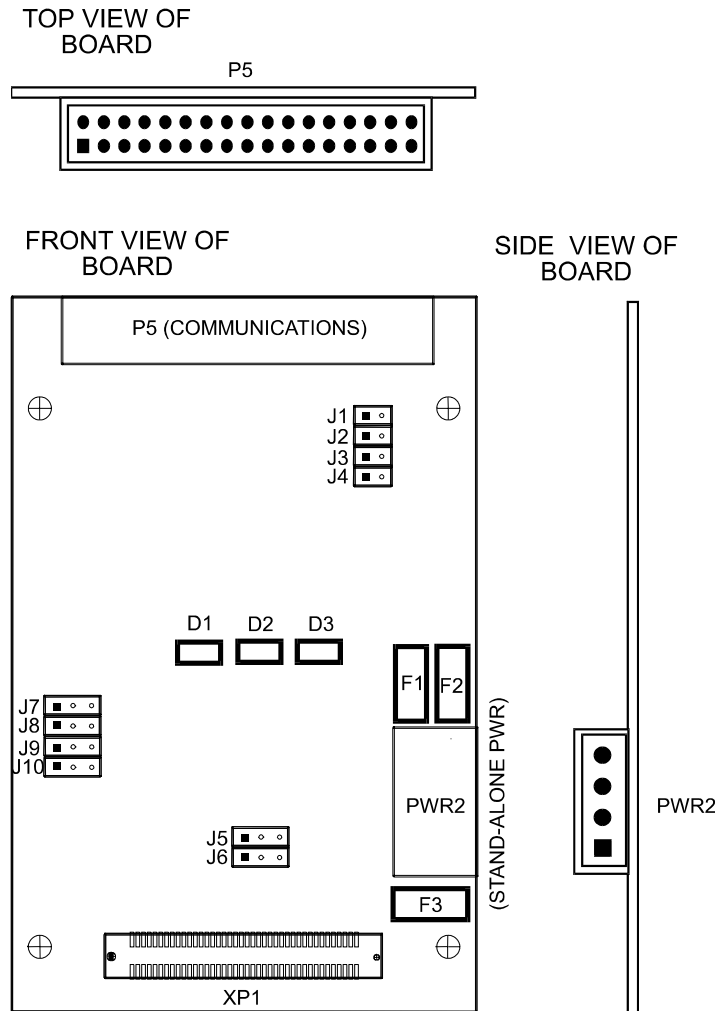 TOP VIEW OF
BOARD
P5
FRONT VIEW OF
BOARD
SIDE VIEW OF
BOARD
P5 (COMMUNICATIONS)
J1
J2
J3
J4
D1
D2
D3
F1
F2
J7
J8
J9
J10
(STAND-ALONE PWR)
PWR2
PWR2
J5
J6
F3
XP1